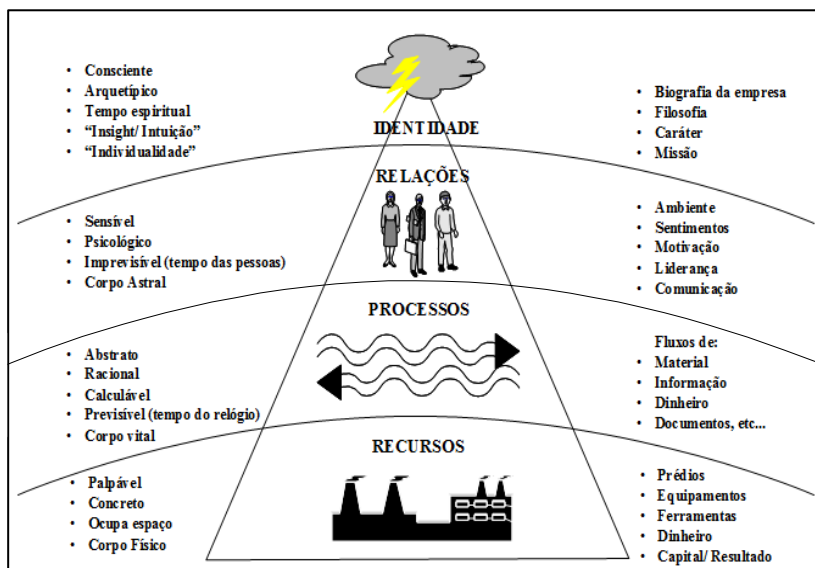 • Consciente
• Arquetípico
• Tempo espiritual
• “Insight/ Intuição”
• “Individualidade”
IDENTIDADE
• Biografia da empresa
• Filosofia
• Caráter
• Missão
RELAÇÕES
• Sensível
• Psicológico
• Imprevisível (tempo das pessoas)
• Corpo Astral
• Ambiente
• Sentimentos
• Motivação
• Liderança
• Comunicação
PROCESSOS
• Abstrato
• Racional
• Calculável
• Previsível (tempo do relógio)
• Corpo vital
Fluxos de:
• Material
• Informação
• Dinheiro
• Documentos, etc...
RECURSOS
• Palpável
• Concreto
• Ocupa espaço
• Corpo Físico
• Prédios
• Equipamentos
• Ferramentas
• Dinheiro
• Capital/ Resultado